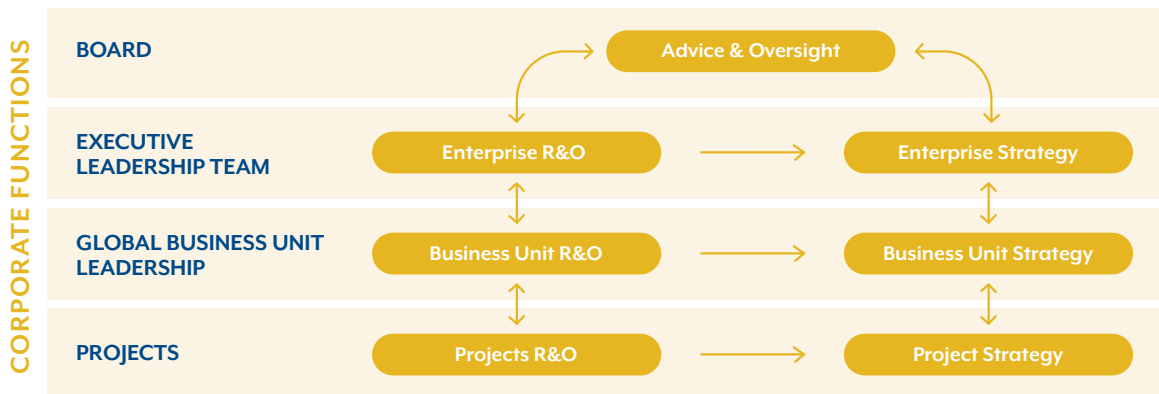 CORPORATE FUNCTIONS
BOARD
Advice & Oversight
EXECUTIVE
LEADERSHIP TEAM
Enterprise R&O
Enterprise Strategy
GLOBAL BUSINESS UNIT
LEADERSHIP
Business Unit R&O
Business Unit Strategy
PROJECTS
Projects R&O
Project Strategy